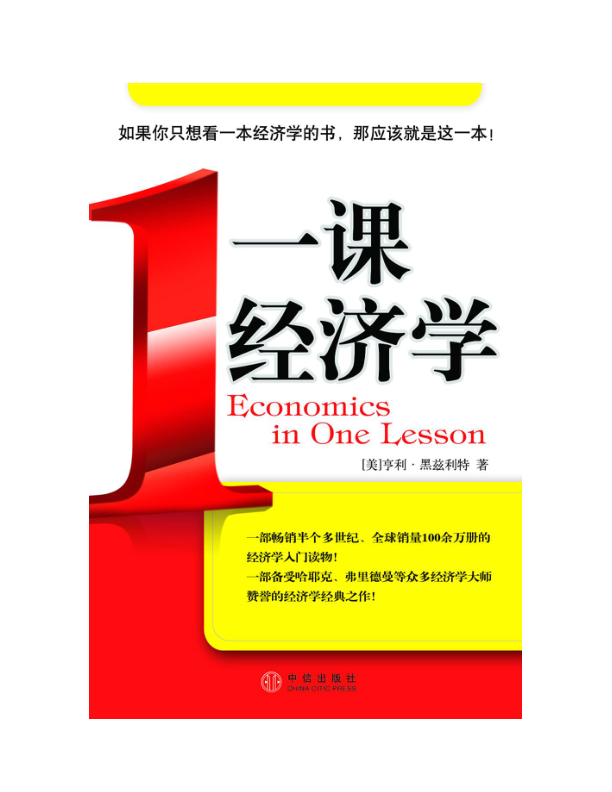 如果你只想看一本经济学的书，那应该就是这一本！
1
一课
经济学
Economics
in One Lesson
[美]亨利·黑兹利特 著
一部畅销半个多世纪、全球销量100余万册的
经济学入门读物！
一部备受哈耶克、弗里德曼等众多经济学大师
赞誉的经济学经典之作！
中信出版社
CHINA CITIC PRESS